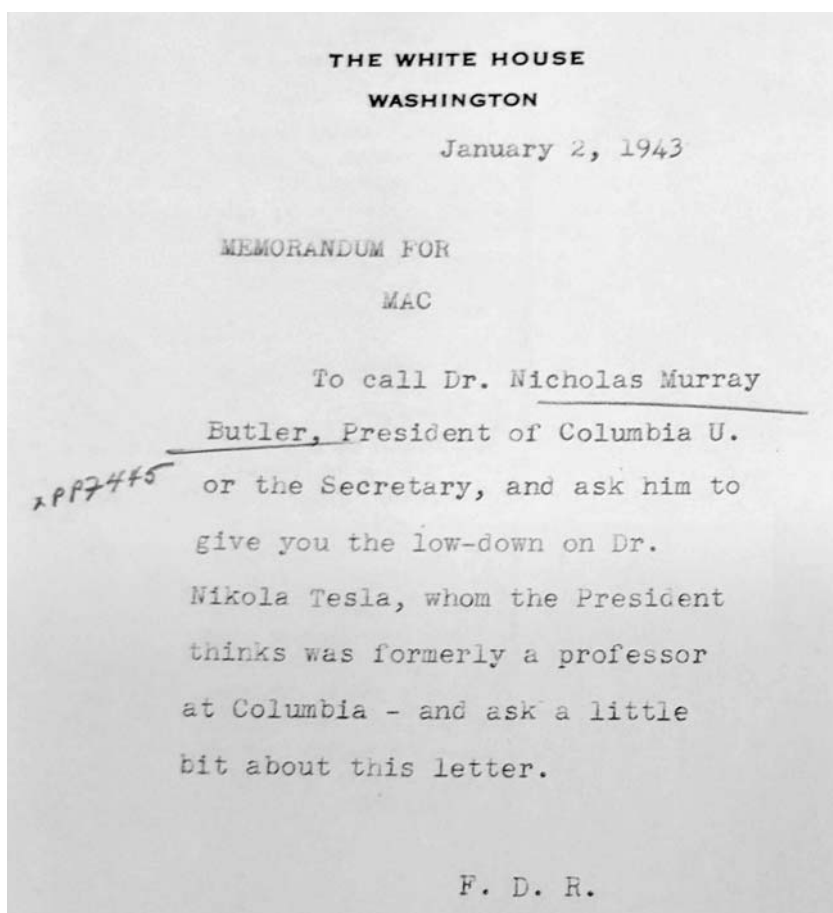 THE WHITE HOUSE
WASHINGTON
January 2, 1943
MEMORANDUM FOR
MAC
To call Dr. Nicholas Murray
Butler, President of Columbia U.
xPP7445
or the Secretary, and ask him to
give you the low-down on Dr.
Nikola Tesla, whom the President
thinks was formerly a professor
at Columbia - and ask a little
bit about this letter.
F. D. R.